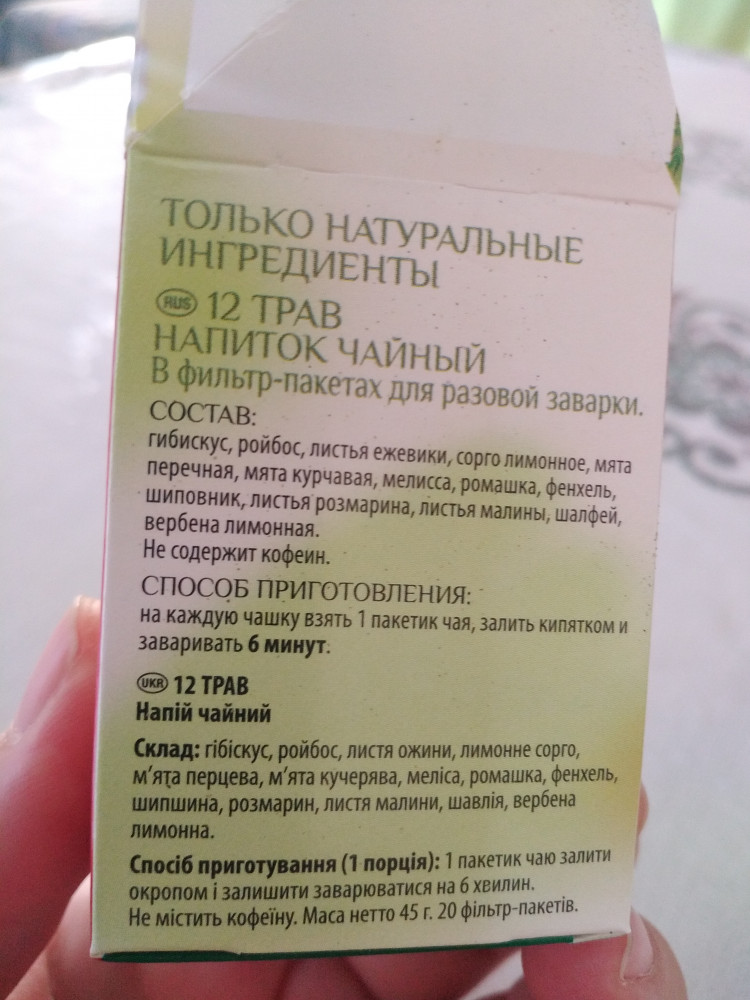 ТОЛЬКО НАТУРАЛЬНЫЕ
ИНГРЕДИЕНТЫ
RUS 12 ТРАВ
НАПИТОК ЧАЙНЫЙ
В фильтр-пакетах для разовой заварки.
СОСТАВ:
гибискус, ройбос, листья ежевики, сорго лимонное, мята
перечная, мята курчавая, мелисса, ромашка, фенхель,
шиповник, листья розмарина, листья малины, шалфей,
вербена лимонная.
Не содержит кофеин.
СПОСОБ ПРИГОТОВЛЕНИЯ:
на каждую чашку взять 1 пакетик чая, залить кипятком и
заваривать 6 минут.
UKR 12 ТРАВ
Напій чайний
Склад: гібіскус, ройбос, листя ожини, лимонне сорго,
м'ята перцева, м'ята кучерява, меліса, ромашка, фенхель,
шипшина, розмарин, листя малини, шавлія, вербена
лимонна.
Спосіб приготування (1 порція): 1 пакетик чаю залити
окропом і залишити заварюватися на 6 хвилин.
Не містить кофеїну. Маса нетто 45 г. 20 фільтр-пакетів.